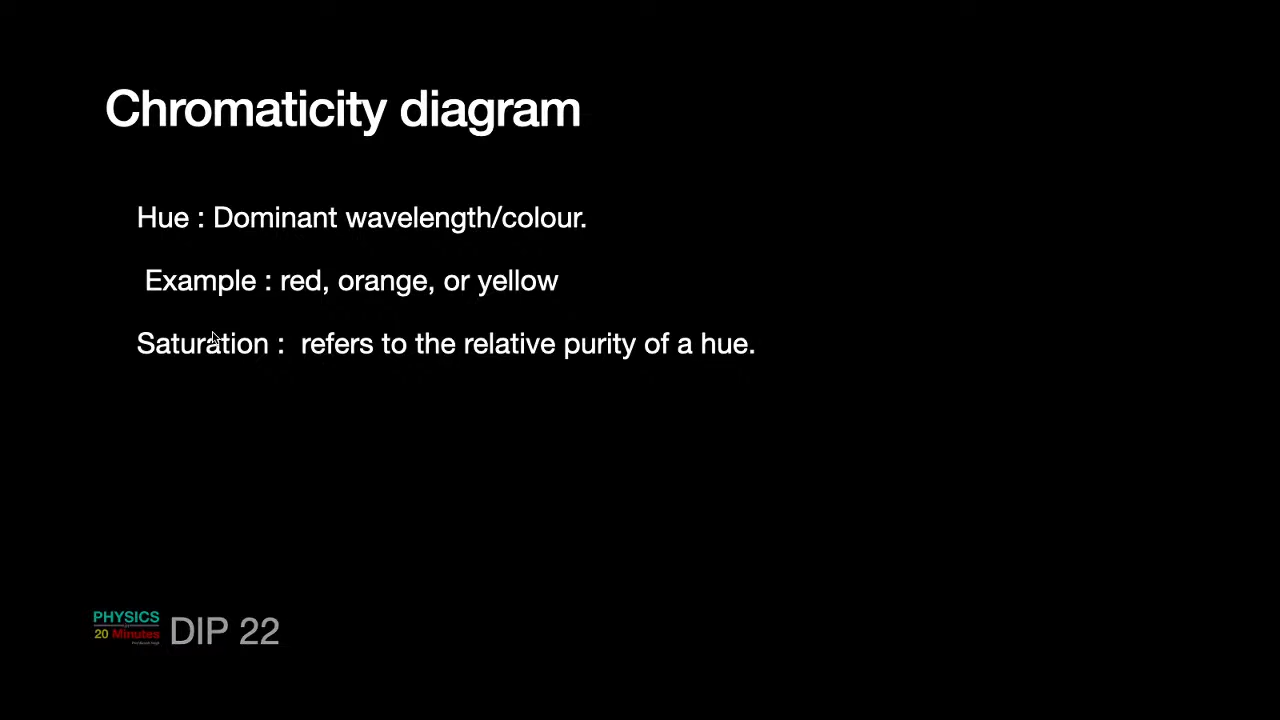 Chromaticity diagram
Hue : Dominant wavelength/colour.
Example : red, orange, or yellow
Saturation : refers to the relative purity of a hue.
PHYSICS
20 Minutes
DIP 22